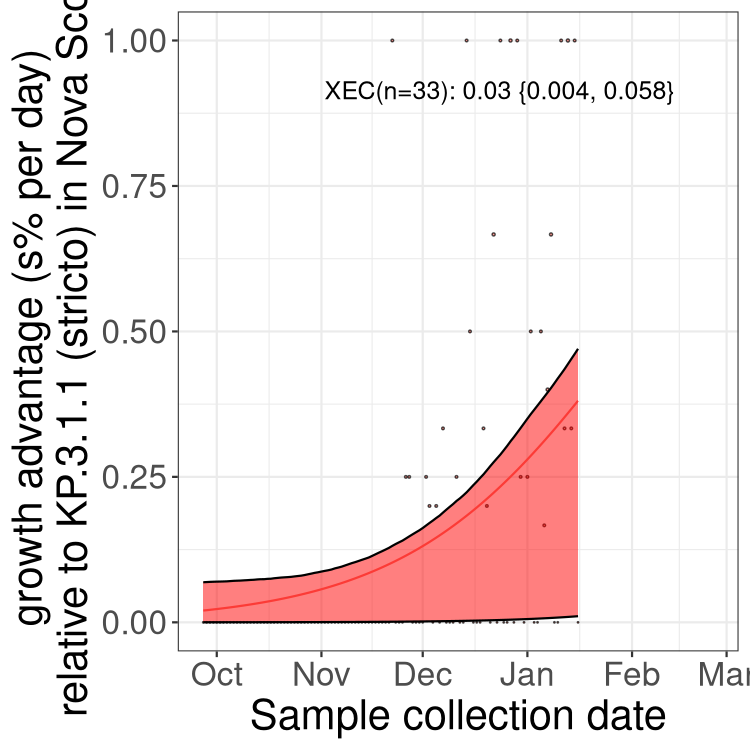 growth advantage (s% per day)
relative to KP.3.1.1 (stricto) in Nova Sco
1.00
XEC(n=33): 0.03 {0.004, 0.058}
0.75
0.50
0.25
0.00
Oct Nov Dec Jan Feb Mar
Sample collection date